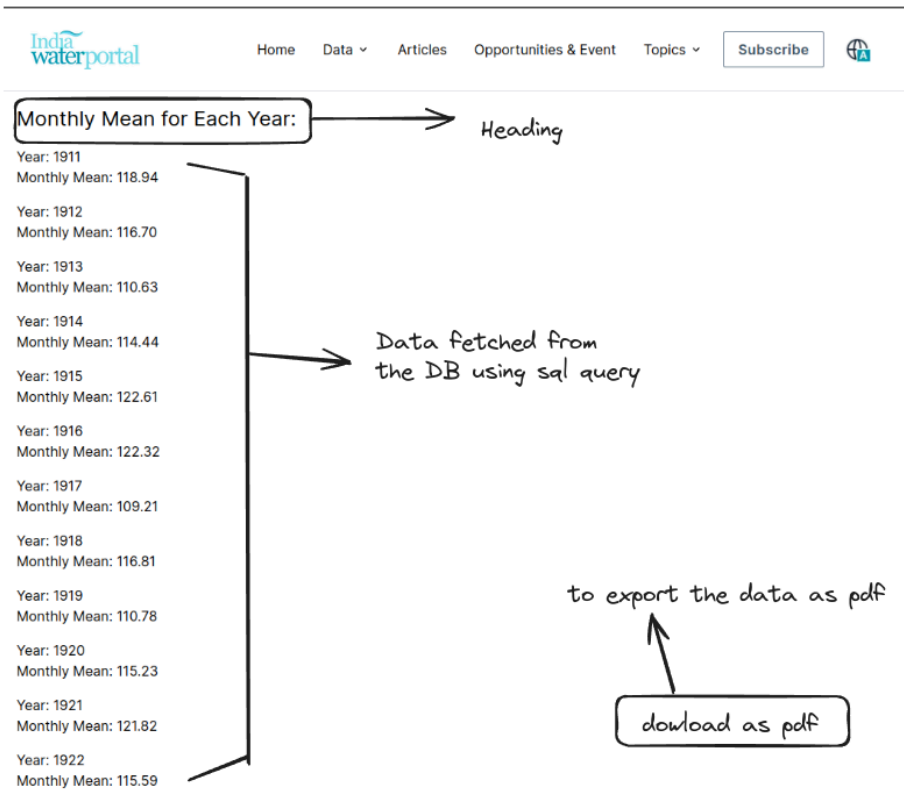 India
waterportal
Home Data Articles Opportunities & Event Topics Subscribe A
Monthly Mean for Each Year:
Heading
Year: 1911
Monthly Mean: 118.94
Year: 1912
Monthly Mean: 116.70
Year: 1913
Monthly Mean: 110.63
Year: 1914
Monthly Mean: 114.44
Data fetched from
the DB using sql query
Year: 1915
Monthly Mean: 122.61
Year: 1916
Monthly Mean: 122.32
Year: 1917
Monthly Mean: 109.21
Year: 1918
Monthly Mean: 116.81
Year: 1919
Monthly Mean: 110.78
to export the data as pdf
Year: 1920
Monthly Mean: 115.23
Year: 1921
Monthly Mean: 121.82
dowload as pdf
Year: 1922
Monthly Mean: 115.59